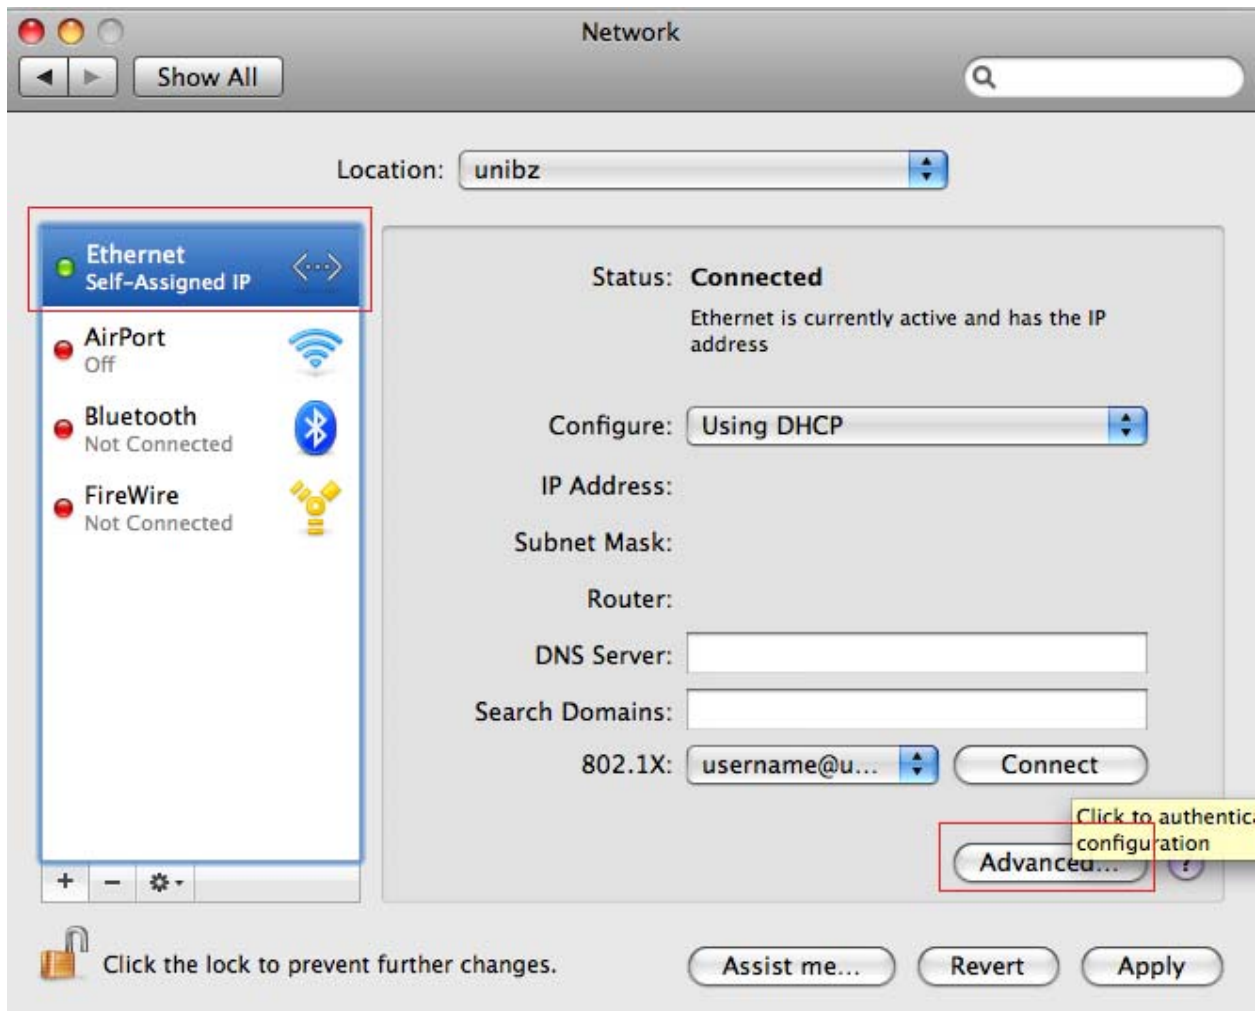 Network
Show All
Location: unibz
Ethernet
Self-Assigned IP
AirPort
Off
Bluetooth
Not Connected
FireWire
Not Connected
Status: Connected
Ethernet is currently active and has the IP
address
Configure: Using DHCP
IP Address:
Subnet Mask:
Router:
DNS Server:
Search Domains:
802.1X: username@u... Connect
Click to
configuration
Advanced... ?
+ –
Click the lock to prevent further changes.
Assist me... Revert Apply